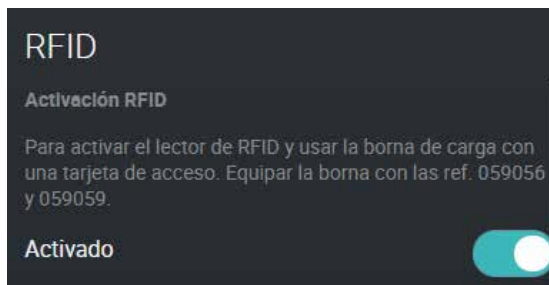 RFID
Activación RFID
Para activar el lector de RFID y usar la borna de carga con
una tarjeta de acceso. Equipar la borna con las ref. 059056
y 059059.
Activado